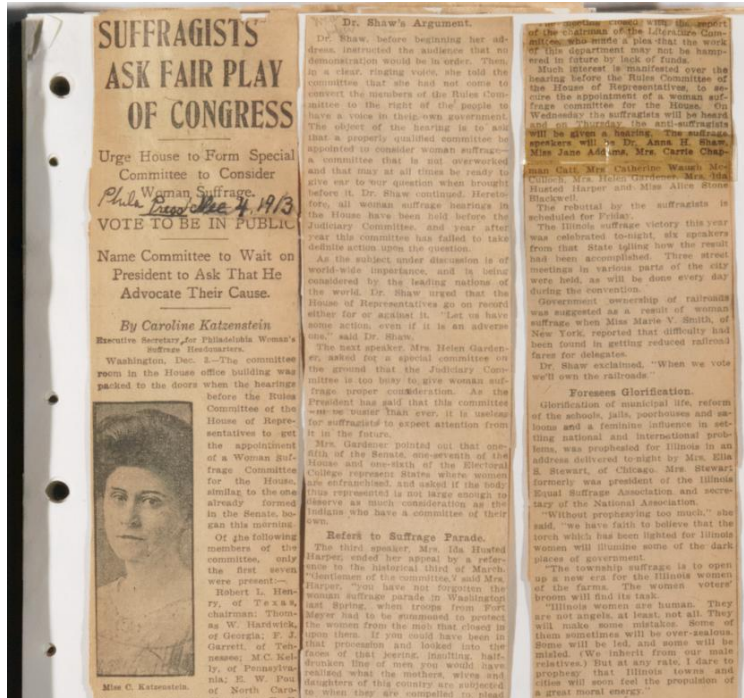 SUFFRAGISTS
ASK FAIR PLAY
OF CONGRESS
Urge House to Form Special
Committee to Consider
Woman Suffrage.
Phila Press Dec 4, 1913
VOTE TO BE IN PUBLIC
Name Committee to Wait on
President to Ask That He
Advocate Their Cause.
By Caroline Katzenstein
Executive Secretary for Philadelphia Woman's
Suffrage Headquarters.
Washington, Dec. 3.—The committee
room in the House office building was
packed to the doors when the hearings
before the Rules
Committee of the
House of Repre-
sentatives to get
the appointment
of a Woman Suf-
frage Committee
for the House,
similar to the one
already formed
in the Senate, be-
gan this morning.
Of the following
members of the
committee, only
the first seven
were present:—
Robert L. Hen-
ry, of Texas,
chairman; Thom-
as W. Hardwick,
of Georgia; F. J.
Garrett, of Ten-
nessee; M. C. Kel-
ly, of Pennsylva-
nia; E. W. Pou
of North Caro-
Miss C. Katzenstein.
Dr. Shaw's Argument.
Dr. Shaw, before beginning her ad-
dress, instructed the audience that no
demonstration would be in order. Then,
in a clear, ringing voice, she told the
committee that she had not come to
convert the members of the Rules Com-
mittee to the right of the people to
have a voice in their own government.
The object of the hearing is to ask
that a properly qualified committee be
appointed to consider woman suffrage—
a committee that is not overworked
and that may at all times be ready to
give ear to our question when brought
before it, Dr. Shaw continued. Hereto-
fore, all woman suffrage hearings in
the House have been held before the
Judiciary Committee, and year after
year this committee has failed to take
definite action upon the question.
As the subject under discussion is of
world-wide importance, and is being
considered by the leading nations of
the world, Dr. Shaw urged that the
House of Representatives go on record
either for or against it. "Let us have
some action, even if it is an adverse
one," said Dr. Shaw.
The next speaker, Mrs. Helen Garden-
er, asked for a special committee on
the ground that the Judiciary Com-
mittee is too busy to give woman suf-
frage proper consideration. As the
President has said that this committee
is busier than ever, it is useless
for suffragists to expect attention from
it in the future.
Mrs. Gardener pointed out that one-
fifth of the Senate, one-seventh of the
House and one-sixth of the Electoral
College represent States where women
are enfranchised, and asked if the body
thus represented is not large enough to
deserve as much consideration as the
Indians who have a committee of their
own.
Refers to Suffrage Parade.
The third speaker, Mrs. Ida Husted
Harper, ended her appeal by a refer-
ence to the historical third of March.
"Gentlemen of the committee," said Mrs.
Harper, "you have not forgotten the
woman suffrage parade in Washington
last Spring, when troops from Fort
Meyer had to be summoned to protect
women from the mob that closed in
upon them. If you could have been in
that procession and looked into the
faces of that jeering, insulting, half-
drunken line of men you would have
realized what the mothers, wives and
daughters of this country are subjected
to when they are compelled to plead
closed with the report
of the chairman of the Literature Com-
mittee, who made a plea that the work
of this department may not be ham-
pered in future by lack of funds.
Much interest is manifested over the
hearing before the Rules Committee of
the House of Representatives, to se-
cure the appointment of a woman suf-
frage committee for the House. On
Wednesday the suffragists will be heard
and on Thursday the anti-suffragists
will be given a hearing. The suffrage
speakers will be Dr. Anna H. Shaw,
Miss Jane Addams, Mrs. Carrie Chap-
man Catt, Mrs. Catherine Waugh Mc-
Culloch, Mrs. Helen Gardener, Mrs. Ida
Husted Harper and Miss Alice Stone
Blackwell.
The rebuttal by the suffragists is
scheduled for Friday.
The Illinois suffrage victory this year
was celebrated to-night, six speakers
from that State telling how the result
had been accomplished. Three street
meetings in various parts of the city
were held, as will be done every day
during the convention.
Government ownership of railroads
was suggested as a result of woman
suffrage when Miss Marie V. Smith, of
New York, reported that difficulty had
been found in getting reduced railroad
fares for delegates.
Dr. Shaw exclaimed, "When we vote
we'll own the railroads."
Foresees Glorification.
Glorification of municipal life, reform
of the schools, jails, poorhouses and sa-
loons and a feminine influence in set-
tling national and international prob-
lems, was prophesied for Illinois in an
address delivered to-night by Mrs. Ella
S. Stewart, of Chicago. Mrs. Stewart
formerly was president of the Illinois
Equal Suffrage Association and secre-
tary of the National Association.
"Without prophesying too much," she
said, "we have faith to believe that the
torch which has been lighted for Illinois
women will illumine some of the dark
places of government.
"The township suffrage is to open
up a new era for the Illinois women
of the farms. The women voters'
broom will find its task.
"Illinois women are human. They
are not angels, at least, not all. They
will make some mistakes. Some of
them sometimes will be over-zealous.
Some will be led, and some will be
misled. (We inherit from our male
relatives.) But at any rate, I dare to
prophesy that Illinois towns and
cities will soon feel the propulsion of
a great moral energy."